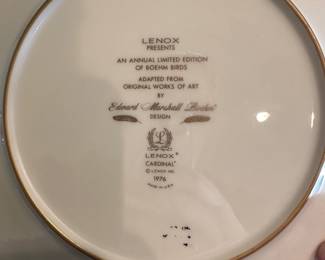 LENOX
PRESENTS
AN ANNUAL LIMITED EDITION
OF BOEHM BIRDS
ADAPTED FROM
ORIGINAL WORKS OF ART
BY
Edward Marshall Boehm
DESIGN
L
LENOX®
CARDINAL
© LENOX INC.
1976
MADE IN U.S.A.